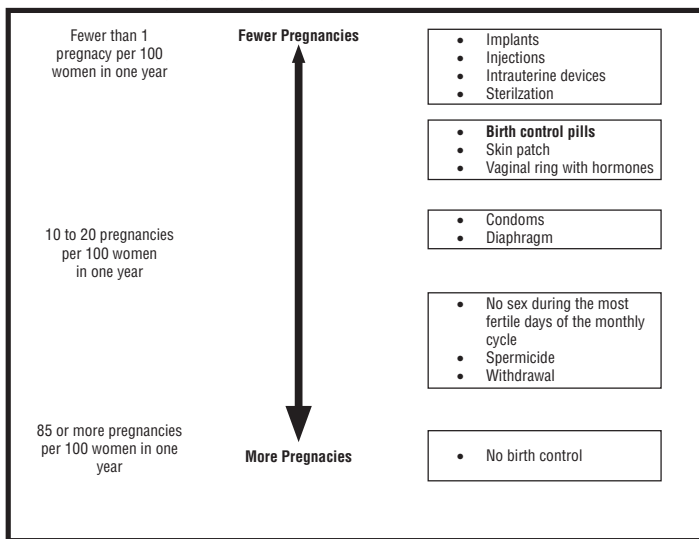 Fewer than 1
pregnacy per 100
women in one year
Fewer Pregnancies
• Implants
• Injections
• Intrauterine devices
• Sterilzation
• Birth control pills
• Skin patch
• Vaginal ring with hormones
10 to 20 pregnancies
per 100 women
in one year
• Condoms
• Diaphragm
• No sex during the most
fertile days of the monthly
cycle
• Spermicide
• Withdrawal
85 or more pregnancies
per 100 women in one
year
More Pregnacies
• No birth control